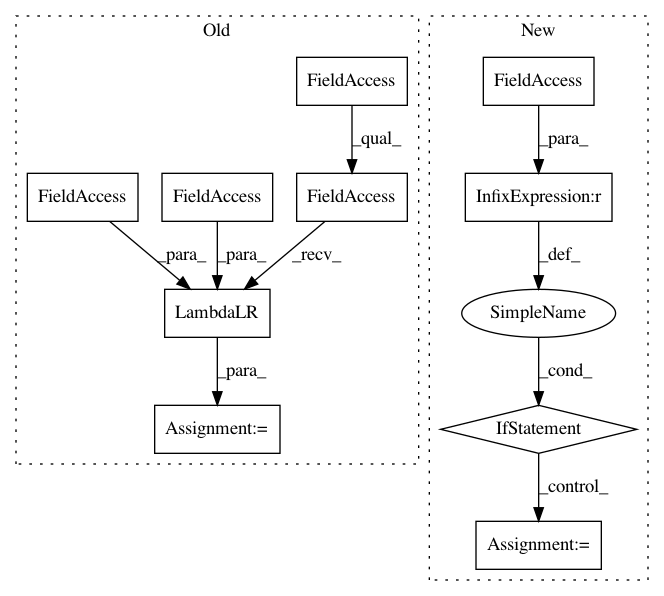 Old
New
FieldAccess
FieldAccess
_qual_
_para_
FieldAccess
FieldAccess
FieldAccess
InfixExpression:r
_para_
_para_
_recv_
_def_
LambdaLR
SimpleName
_para_
_cond_
Assignment:=
IfStatement
_control_
Assignment:=